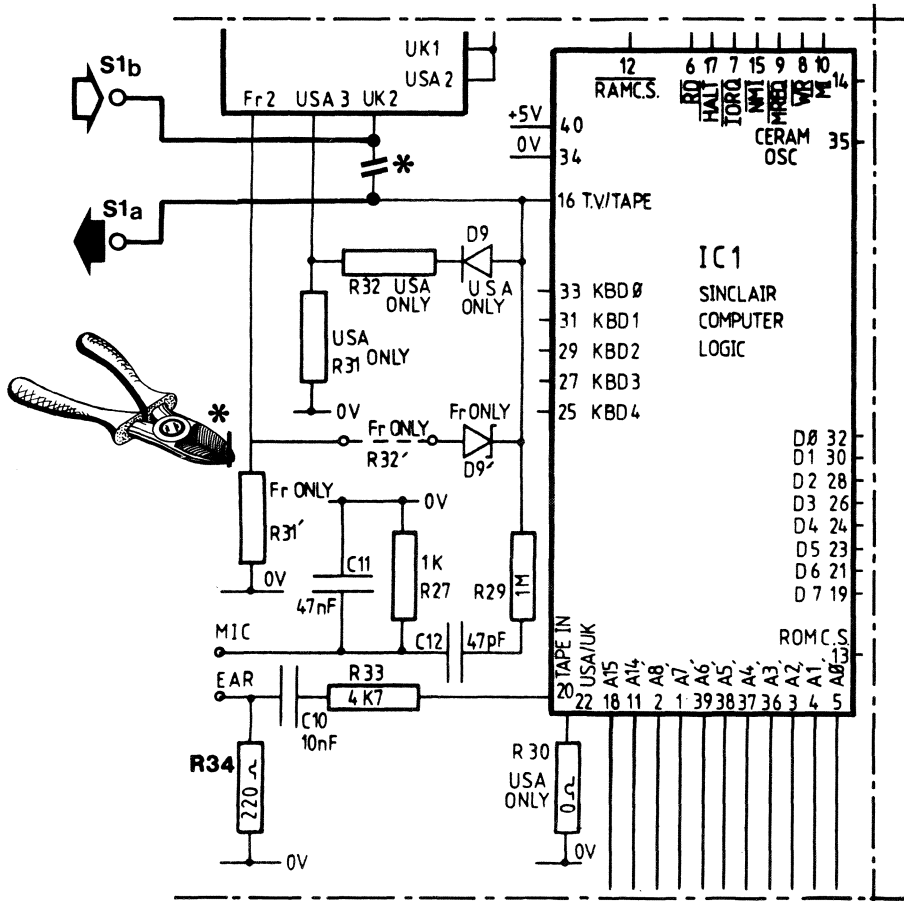 UK1
USA 2
Fr 2 USA 3 UK 2
S1b
*
S1a
+5V
40
0V
34
16 T.V/TAPE
12
RAMC.S.
6 17 7 15 9 8 10
RD HALT IORQ NMI MREQ WR M1
14
CERAM
OSC
35
D9
R32 USA
ONLY
USA
ONLY
USA
ONLY
R31
0V
IC1
SINCLAIR
COMPUTER
LOGIC
33 KBDØ
31 KBD1
29 KBD2
27 KBD3
25 KBD4
*
Fr ONLY
R32′
Fr ONLY
D9′
Fr ONLY
R31′
0V
0V
C11
47nF
1K
R27
R29
1M
DØ 32
D1 30
D2 28
D3 26
D4 24
D5 23
D6 21
D7 19
ROMC.S
13
MIC
C12
47pF
EAR
R33
4K7
C10
10nF
TAPE IN
20
USA/UK
22
A15 A14 A8′ A7′ A6′ A5′ A4′ A3′ A2′ A1′ AØ′
18 11 2 1 39 38 37 36 3 4 5
R34
220 Ω
0V
R30
USA
ONLY
0Ω
0V